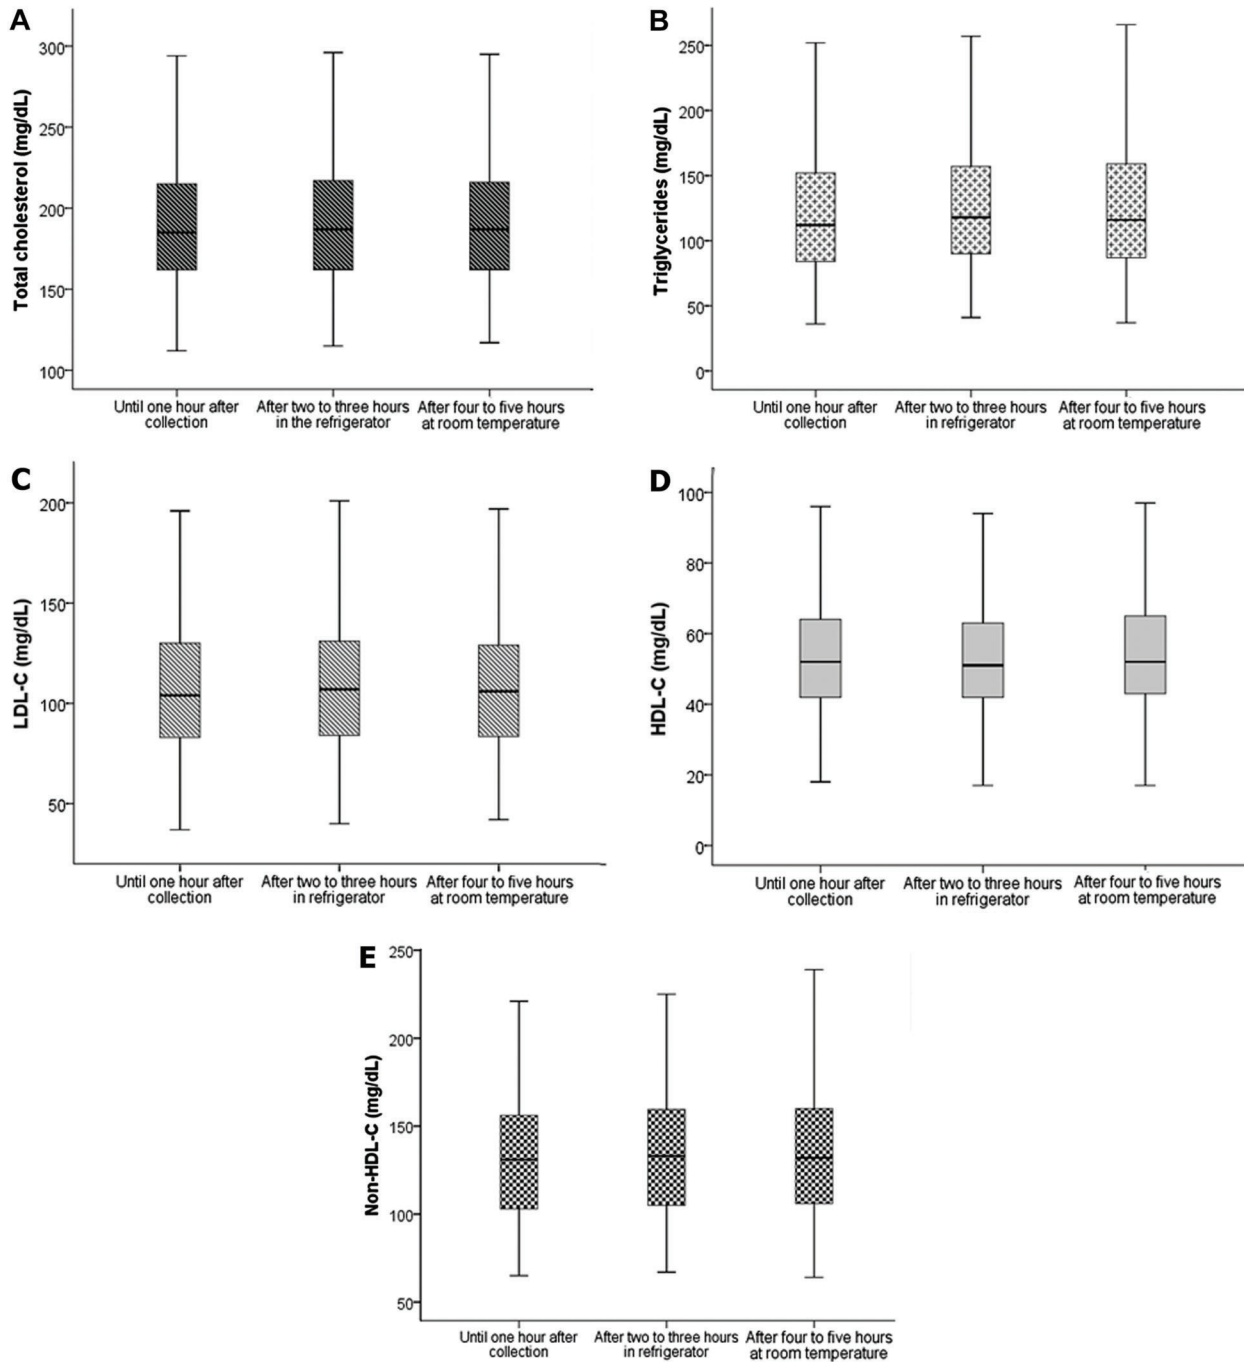 A
Total cholesterol (mg/dL)
300
250
200
150
100
Until one hour after
collection
After two to three hours
in the refrigerator
After four to five hours
at room temperature
B
Triglycerides (mg/dL)
250
200
150
100
50
0
Until one hour after
collection
After two to three hours
in refrigerator
After four to five hours
at room temperature
C
LDL-C (mg/dL)
200
150
100
50
Until one hour after
collection
After two to three hours
in refrigerator
After four to five hours
at room temperature
D
HDL-C (mg/dL)
100
80
60
40
20
0
Until one hour after
collection
After two to three hours
in refrigerator
After four to five hours
at room temperature
E
Non-HDL-C (mg/dL)
250
200
150
100
50
Until one hour after
collection
After two to three hours
in refrigerator
After four to five hours
at room temperature